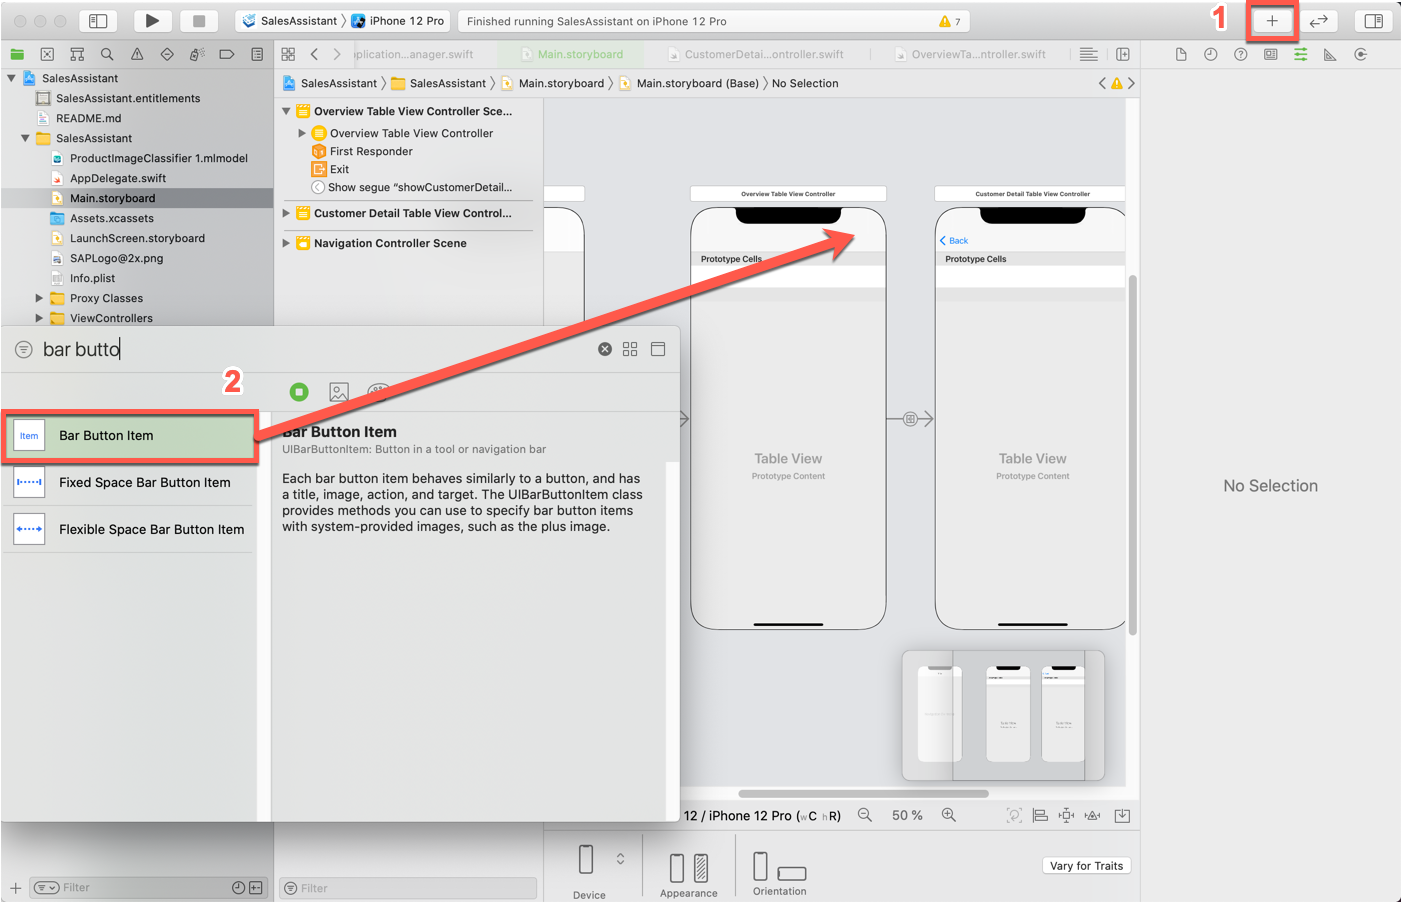 SalesAssistant
iPhone 12 Pro
Finished running SalesAssistant on iPhone 12 Pro
7
1
plication...anager.swift
Main.storyboard
CustomerDetai...ontroller.swift
OverviewTa...ntroller.swift
SalesAssistant
SalesAssistant
Main.storyboard
Main.storyboard (Base)
No Selection
SalesAssistant
SalesAssistant.entitlements
README.md
SalesAssistant
ProductImageClassifier 1.mlmodel
AppDelegate.swift
Main.storyboard
Assets.xcassets
LaunchScreen.storyboard
SAPLogo@2x.png
Info.plist
Proxy Classes
ViewControllers
Overview Table View Controller Sce...
Overview Table View Controller
First Responder
Exit
Show segue “showCustomerDetail...
Customer Detail Table View Control...
Navigation Controller Scene
Overview Table View Controller
Prototype Cells
Table View
Prototype Content
Customer Detail Table View Controller
Back
Prototype Cells
Table View
Prototype Content
No Selection
bar butto
2
Item
Bar Button Item
Fixed Space Bar Button Item
Flexible Space Bar Button Item
Bar Button Item
UIBarButtonItem: Button in a tool or navigation bar
Each bar button item behaves similarly to a button, and has
a title, image, action, and target. The UIBarButtonItem class
provides methods you can use to specify bar button items
with system-provided images, such as the plus image.
12 / iPhone 12 Pro (wC hR)
50 %
Device
Appearance
Orientation
Vary for Traits
Filter
Filter